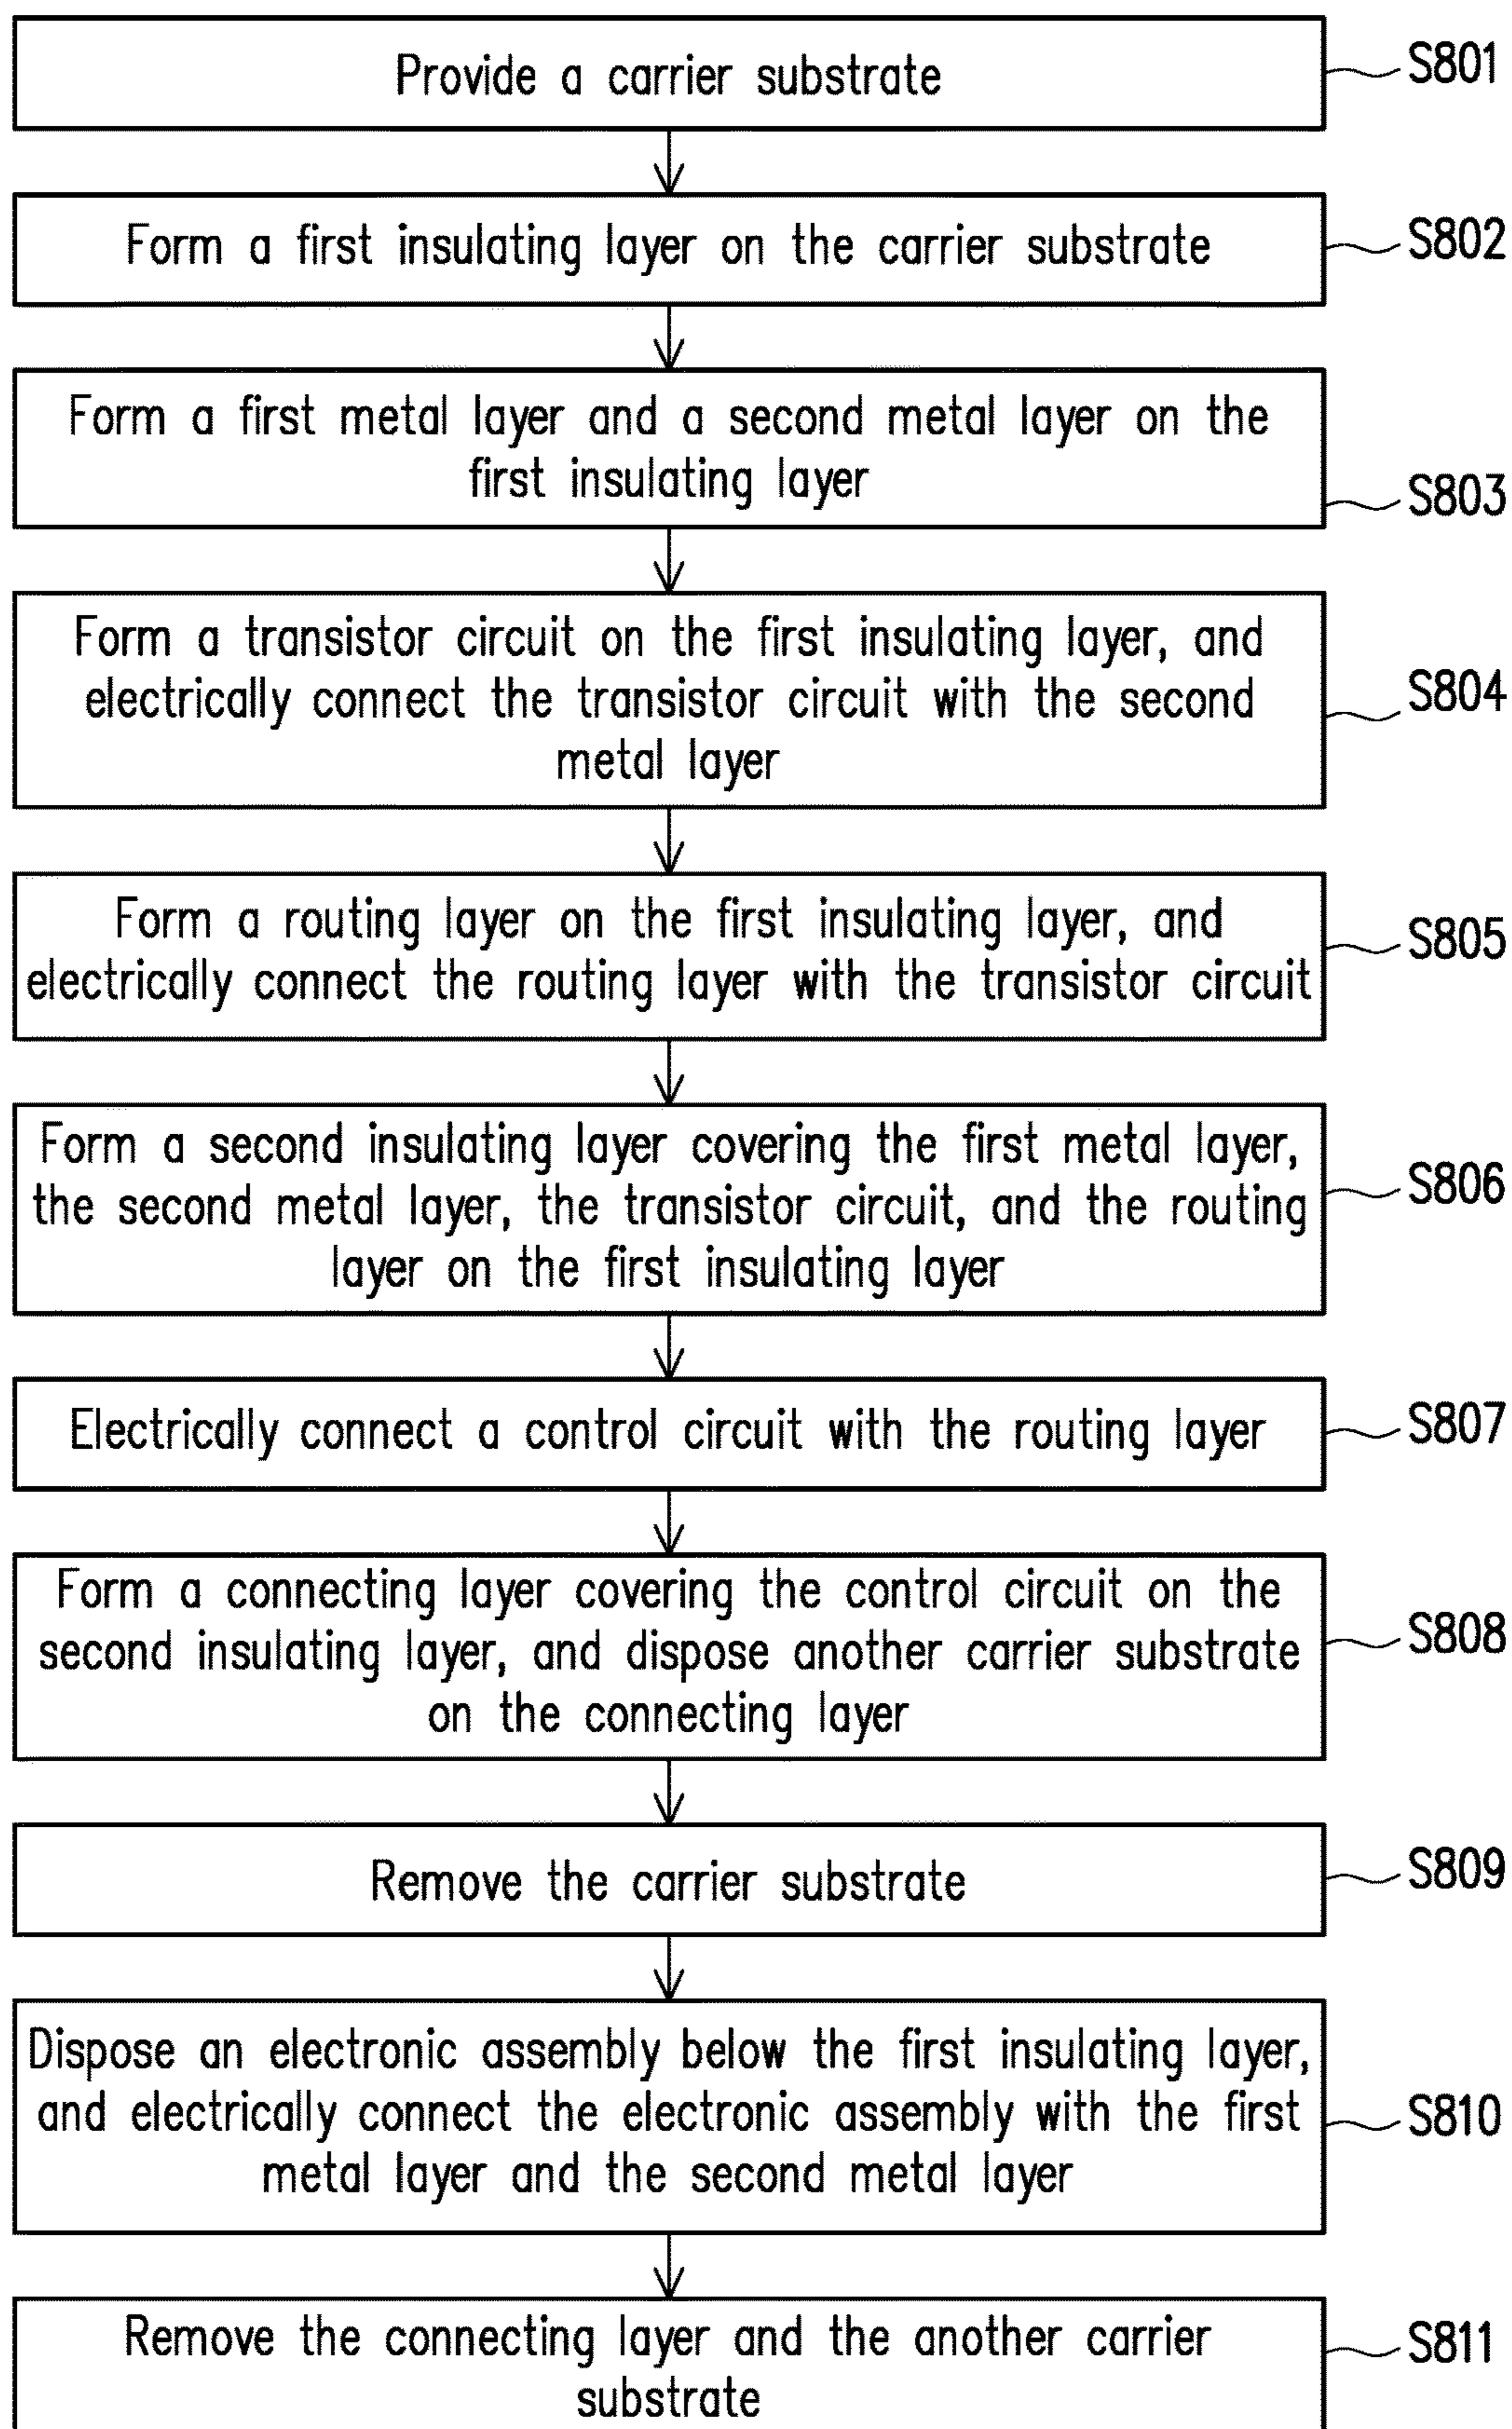 Provide a carrier substrate
S801
Form a first insulating layer on the carrier substrate
S802
Form a first metal layer and a second metal layer on the
first insulating layer
S803
Form a transistor circuit on the first insulating layer, and
electrically connect the transistor circuit with the second
metal layer
S804
Form a routing layer on the first insulating layer, and
electrically connect the routing layer with the transistor circuit
S805
Form a second insulating layer covering the first metal layer,
the second metal layer, the transistor circuit, and the routing
layer on the first insulating layer
S806
Electrically connect a control circuit with the routing layer
S807
Form a connecting layer covering the control circuit on the
second insulating layer, and dispose another carrier substrate
on the connecting layer
S808
Remove the carrier substrate
S809
Dispose an electronic assembly below the first insulating layer,
and electrically connect the electronic assembly with the first
metal layer and the second metal layer
S810
Remove the connecting layer and the another carrier
substrate
S811